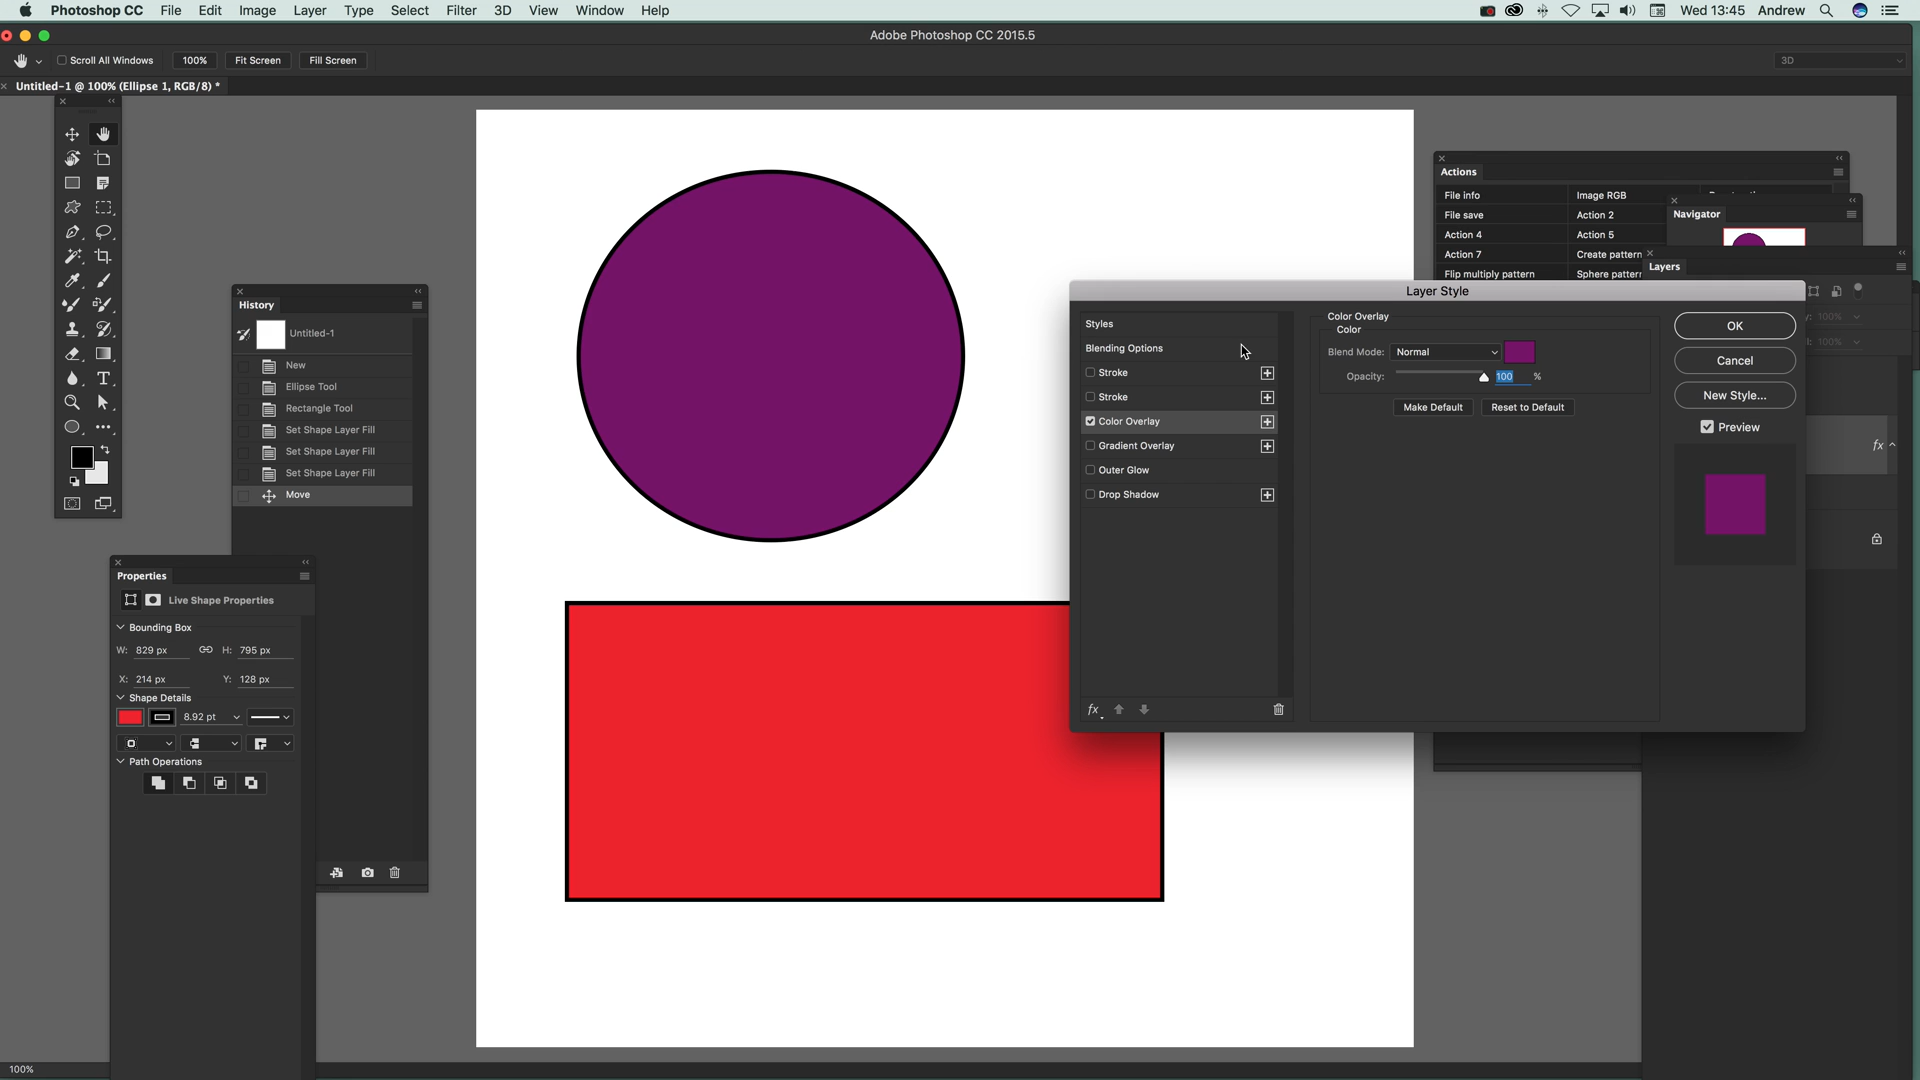 Photoshop CC File Edit Image Layer Type Select Filter 3D View Window Help Wed 13:45 Andrew
Adobe Photoshop CC 2015.5
Scroll All Windows 100% Fit Screen Fill Screen 3D
Untitled-1 @ 100% (Ellipse 1, RGB/8) *
Actions
File info Image RGB
File save Action 2
Action 4 Action 5
Action 7 Create pattern
Flip multiply pattern Sphere pattern
Navigator
Layers
100%
100%
fx
History
Untitled-1
New
Ellipse Tool
Rectangle Tool
Set Shape Layer Fill
Set Shape Layer Fill
Set Shape Layer Fill
Move
Layer Style
Styles
Blending Options
Stroke
Stroke
Color Overlay
Gradient Overlay
Outer Glow
Drop Shadow
fx
Color Overlay
Color
Blend Mode: Normal
Opacity: 100 %
Make Default Reset to Default
OK
Cancel
New Style...
Preview
Properties
Live Shape Properties
Bounding Box
W: 829 px H: 795 px
X: 214 px Y: 128 px
Shape Details
8.92 pt
Path Operations
100%